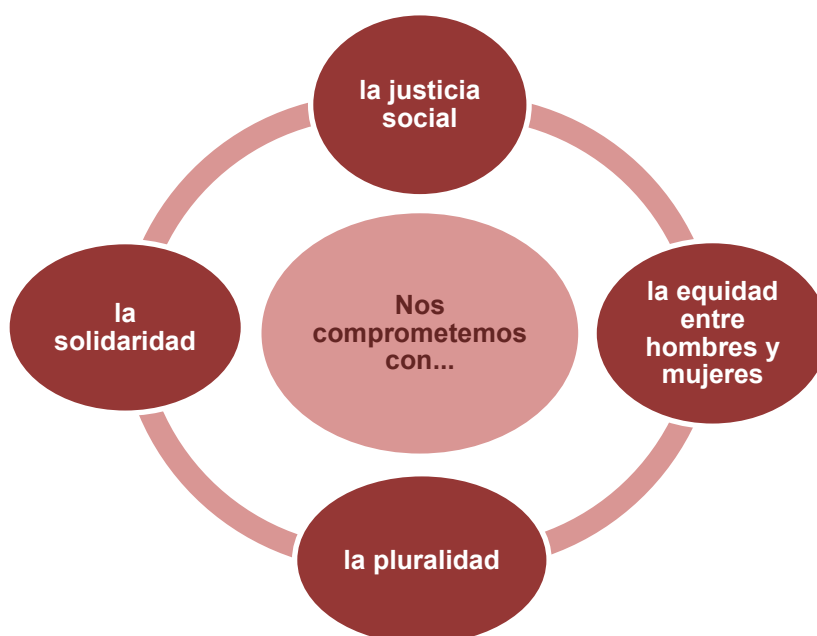 la justicia
social
Nos
comprometemos
con...
la equidad
entre
hombres y
mujeres
la
solidaridad
la pluralidad